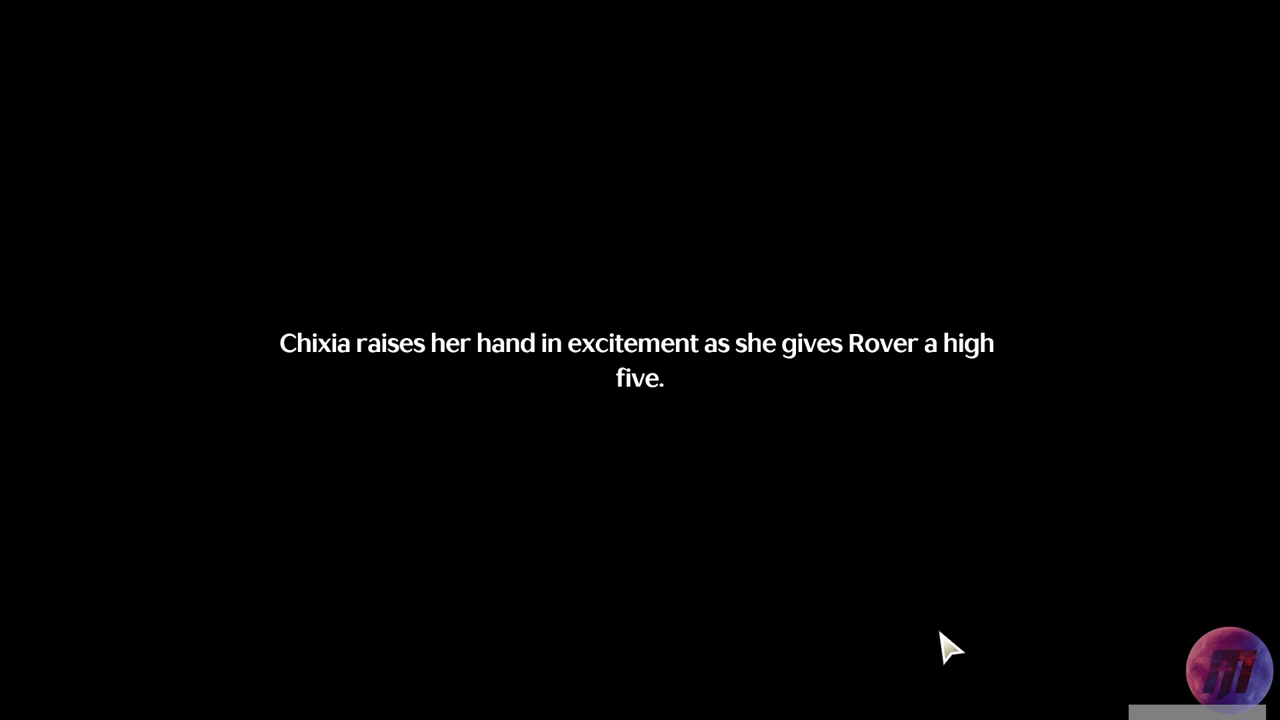 Chixia raises her hand in excitement as she gives Rover a high
five.